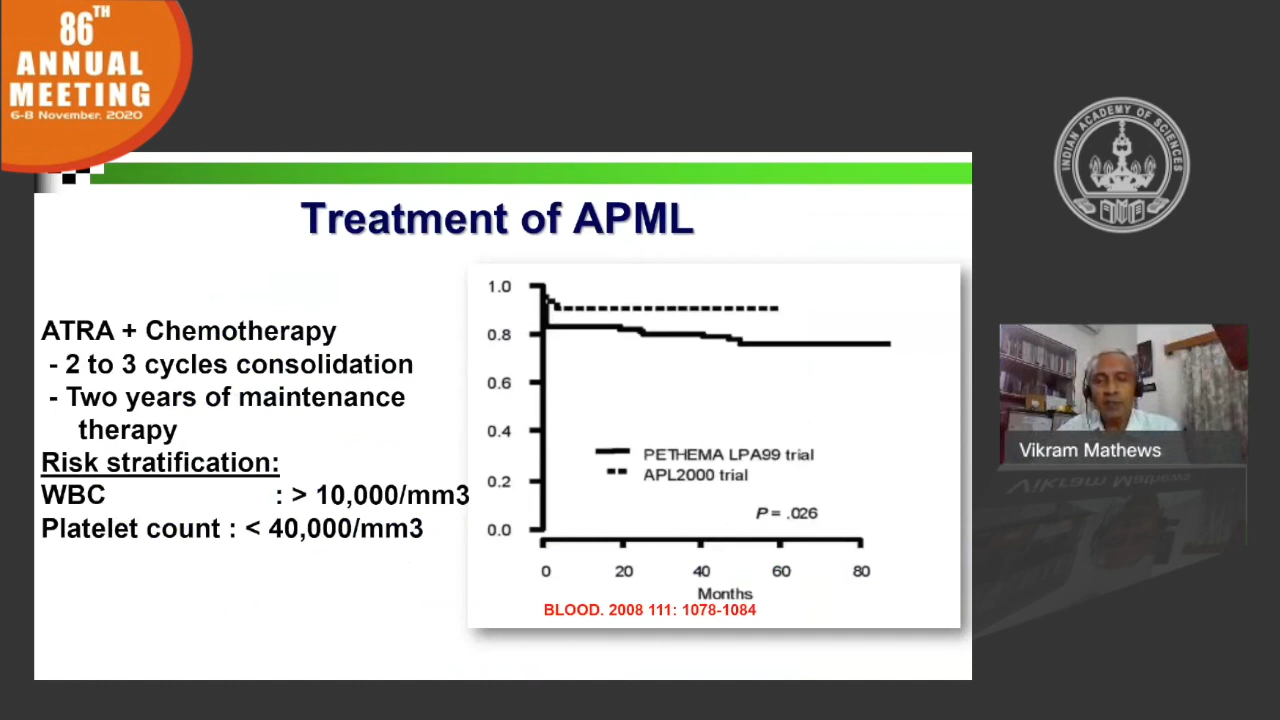 86TH
ANNUAL
MEETING
6-8 November, 2020
INDIAN ACADEMY OF SCIENCES
Treatment of APML
ATRA + Chemotherapy
- 2 to 3 cycles consolidation
- Two years of maintenance
therapy
Risk stratification:
WBC : > 10,000/mm3
Platelet count : < 40,000/mm3
1.0
0.8
0.6
0.4
0.2
0.0
PETHEMA LPA99 trial
APL2000 trial
P = .026
0 20 40 60 80
Months
BLOOD. 2008 111: 1078-1084
Vikram Mathews
Vikram Mathews